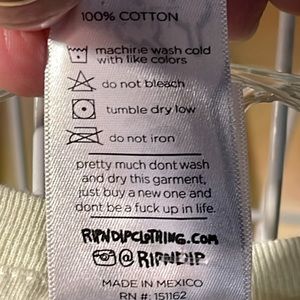 100% COTTON
machine wash cold
with like colors
do not bleach
tumble dry low
do not iron
pretty much dont wash
and dry this garment,
just buy a new one and
dont be a fuck up in life.
RIPNDIPCLOTHING.COM
@RIPNDIP
MADE IN MEXICO
RN #: 151162